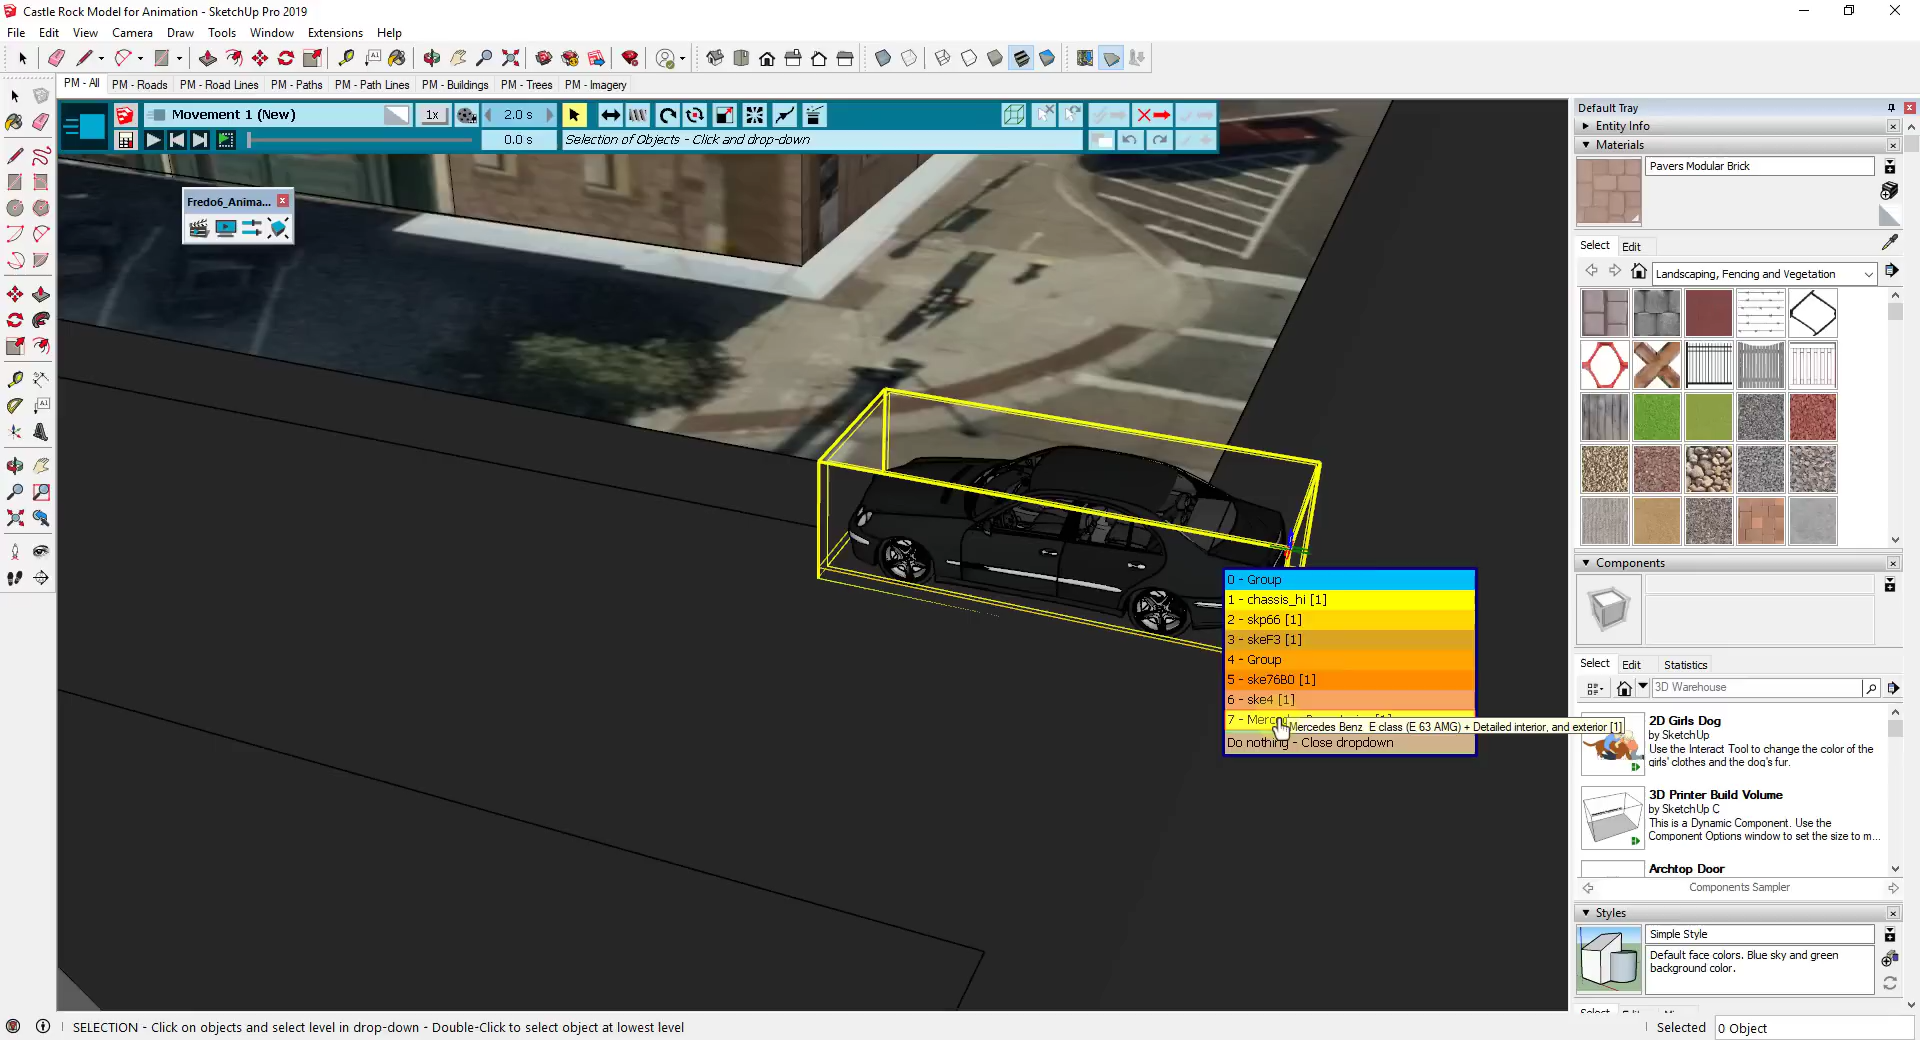 Castle Rock Model for Animation - SketchUp Pro 2019
File Edit View Camera Draw Tools Window Extensions Help
PM - All PM - Roads PM - Road Lines PM - Paths PM - Path Lines PM - Buildings PM - Trees PM - Imagery
Movement 1 (New) 1x 2.0 s
0.0 s Selection of Objects - Click and drop-down
Fredo6_Anima...
0 - Group
1 - chassis_hi [1]
2 - skp66 [1]
3 - skeF3 [1]
4 - Group
5 - ske76B0 [1]
6 - ske4 [1]
7 - Merced
Mercedes Benz E class (E 63 AMG) + Detailed interior, and exterior [1]
Do nothing - Close dropdown
Default Tray
Entity Info
Materials
Pavers Modular Brick
Select Edit
Landscaping, Fencing and Vegetation
Components
Select Edit Statistics
3D Warehouse
2D Girls Dog
by SketchUp
Use the Interact Tool to change the color of the
girls' clothes and the dog's fur.
3D Printer Build Volume
by SketchUp C
This is a Dynamic Component. Use the
Component Options window to set the size to m...
Archtop Door
Components Sampler
Styles
Simple Style
Default face colors. Blue sky and green
background color.
SELECTION - Click on objects and select level in drop-down - Double-Click to select object at lowest level
Selected 0 Object